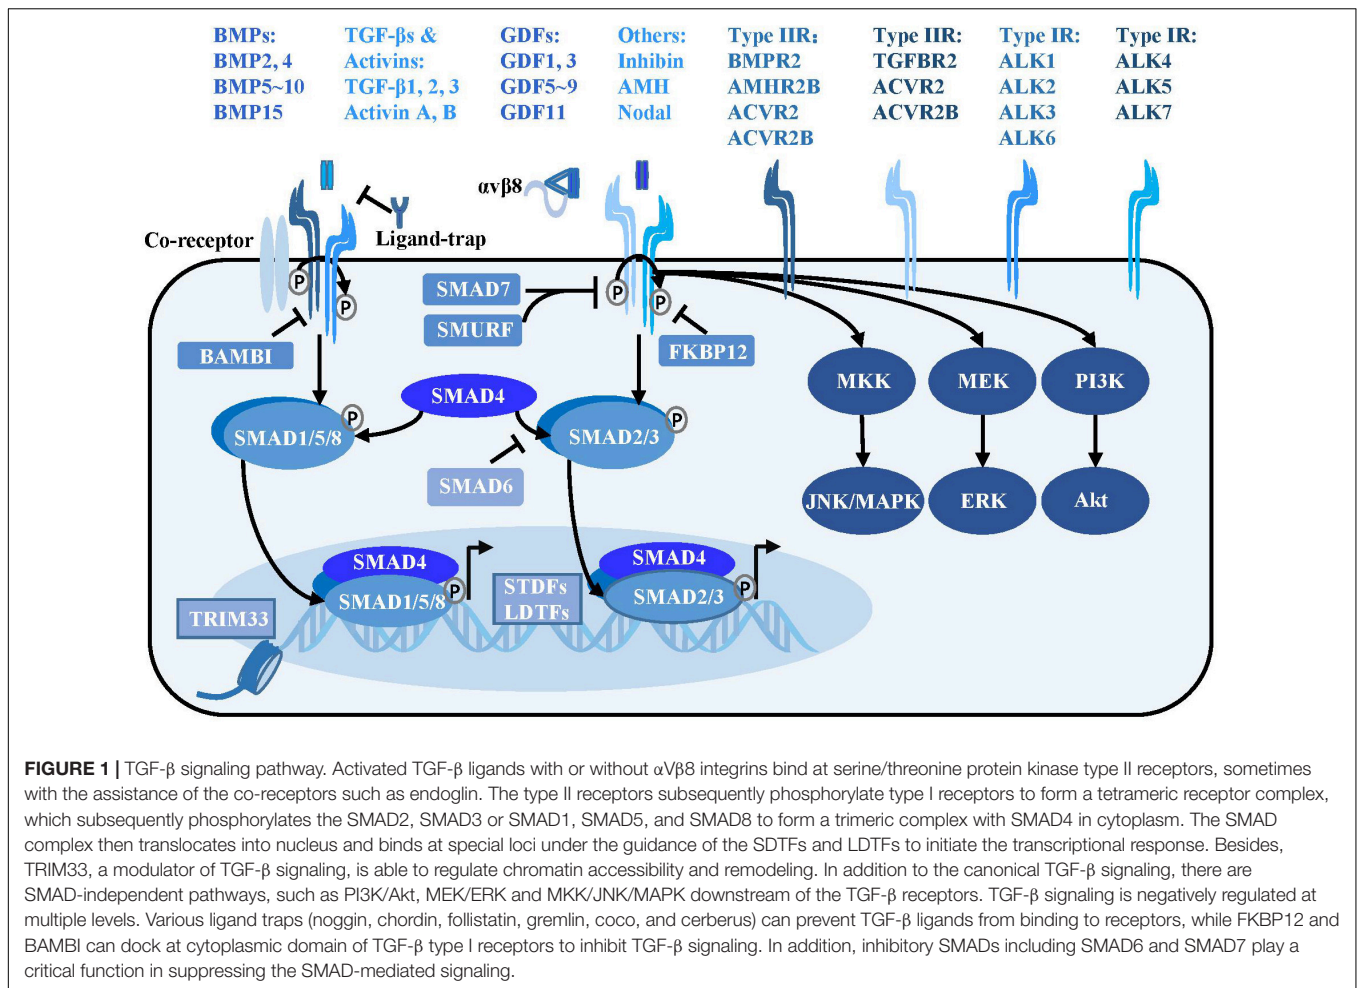 BMPs:
BMP2, 4
BMP5~10
BMP15
TGF-βs &
Activins:
TGF-β1, 2, 3
Activin A, B
GDFs:
GDF1, 3
GDF5~9
GDF11
Others:
Inhibin
AMH
Nodal
Type IIR:
BMPR2
AMHR2B
ACVR2
ACVR2B
Type IIR:
TGFBR2
ACVR2
ACVR2B
Type IR:
ALK1
ALK2
ALK3
ALK6
Type IR:
ALK4
ALK5
ALK7
αvβ8
Co-receptor
Ligand-trap
P
P
SMAD7
SMURF
P
P
BAMBI
FKBP12
MKK
MEK
PI3K
SMAD4
P
SMAD1/5/8
P
SMAD2/3
SMAD6
JNK/MAPK
ERK
Akt
SMAD4
P
SMAD1/5/8
STDFs
LDTFs
SMAD4
P
SMAD2/3
TRIM33
FIGURE 1 | TGF-β signaling pathway. Activated TGF-β ligands with or without αVβ8 integrins bind at serine/threonine protein kinase type II receptors, sometimes
with the assistance of the co-receptors such as endoglin. The type II receptors subsequently phosphorylate type I receptors to form a tetrameric receptor complex,
which subsequently phosphorylates the SMAD2, SMAD3 or SMAD1, SMAD5, and SMAD8 to form a trimeric complex with SMAD4 in cytoplasm. The SMAD
complex then translocates into nucleus and binds at special loci under the guidance of the SDTFs and LDTFs to initiate the transcriptional response. Besides,
TRIM33, a modulator of TGF-β signaling, is able to regulate chromatin accessibility and remodeling. In addition to the canonical TGF-β signaling, there are
SMAD-independent pathways, such as PI3K/Akt, MEK/ERK and MKK/JNK/MAPK downstream of the TGF-β receptors. TGF-β signaling is negatively regulated at
multiple levels. Various ligand traps (noggin, chordin, follistatin, gremlin, coco, and cerberus) can prevent TGF-β ligands from binding to receptors, while FKBP12 and
BAMBI can dock at cytoplasmic domain of TGF-β type I receptors to inhibit TGF-β signaling. In addition, inhibitory SMADs including SMAD6 and SMAD7 play a
critical function in suppressing the SMAD-mediated signaling.